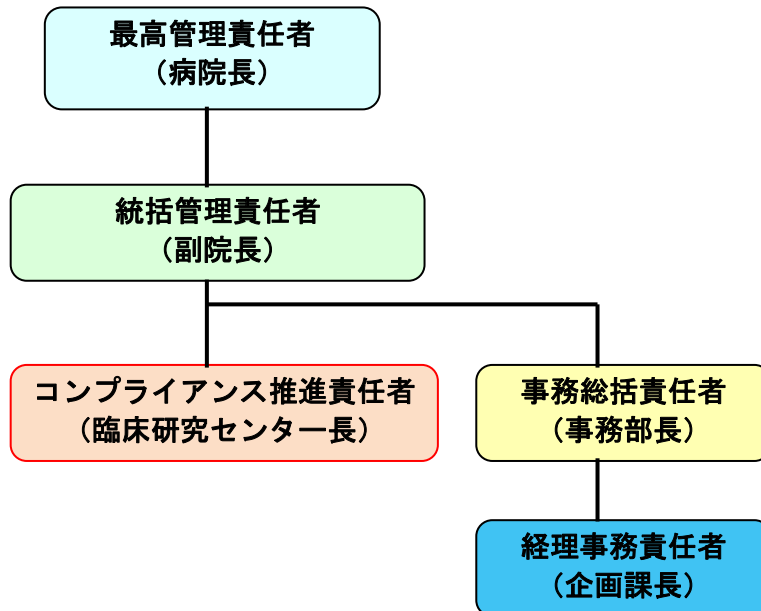 最高管理責任者
（病院長）
統括管理責任者
（副院長）
コンプライアンス推進責任者
（臨床研究センター長）
事務総括責任者
（事務部長）
経理事務責任者
（企画課長）